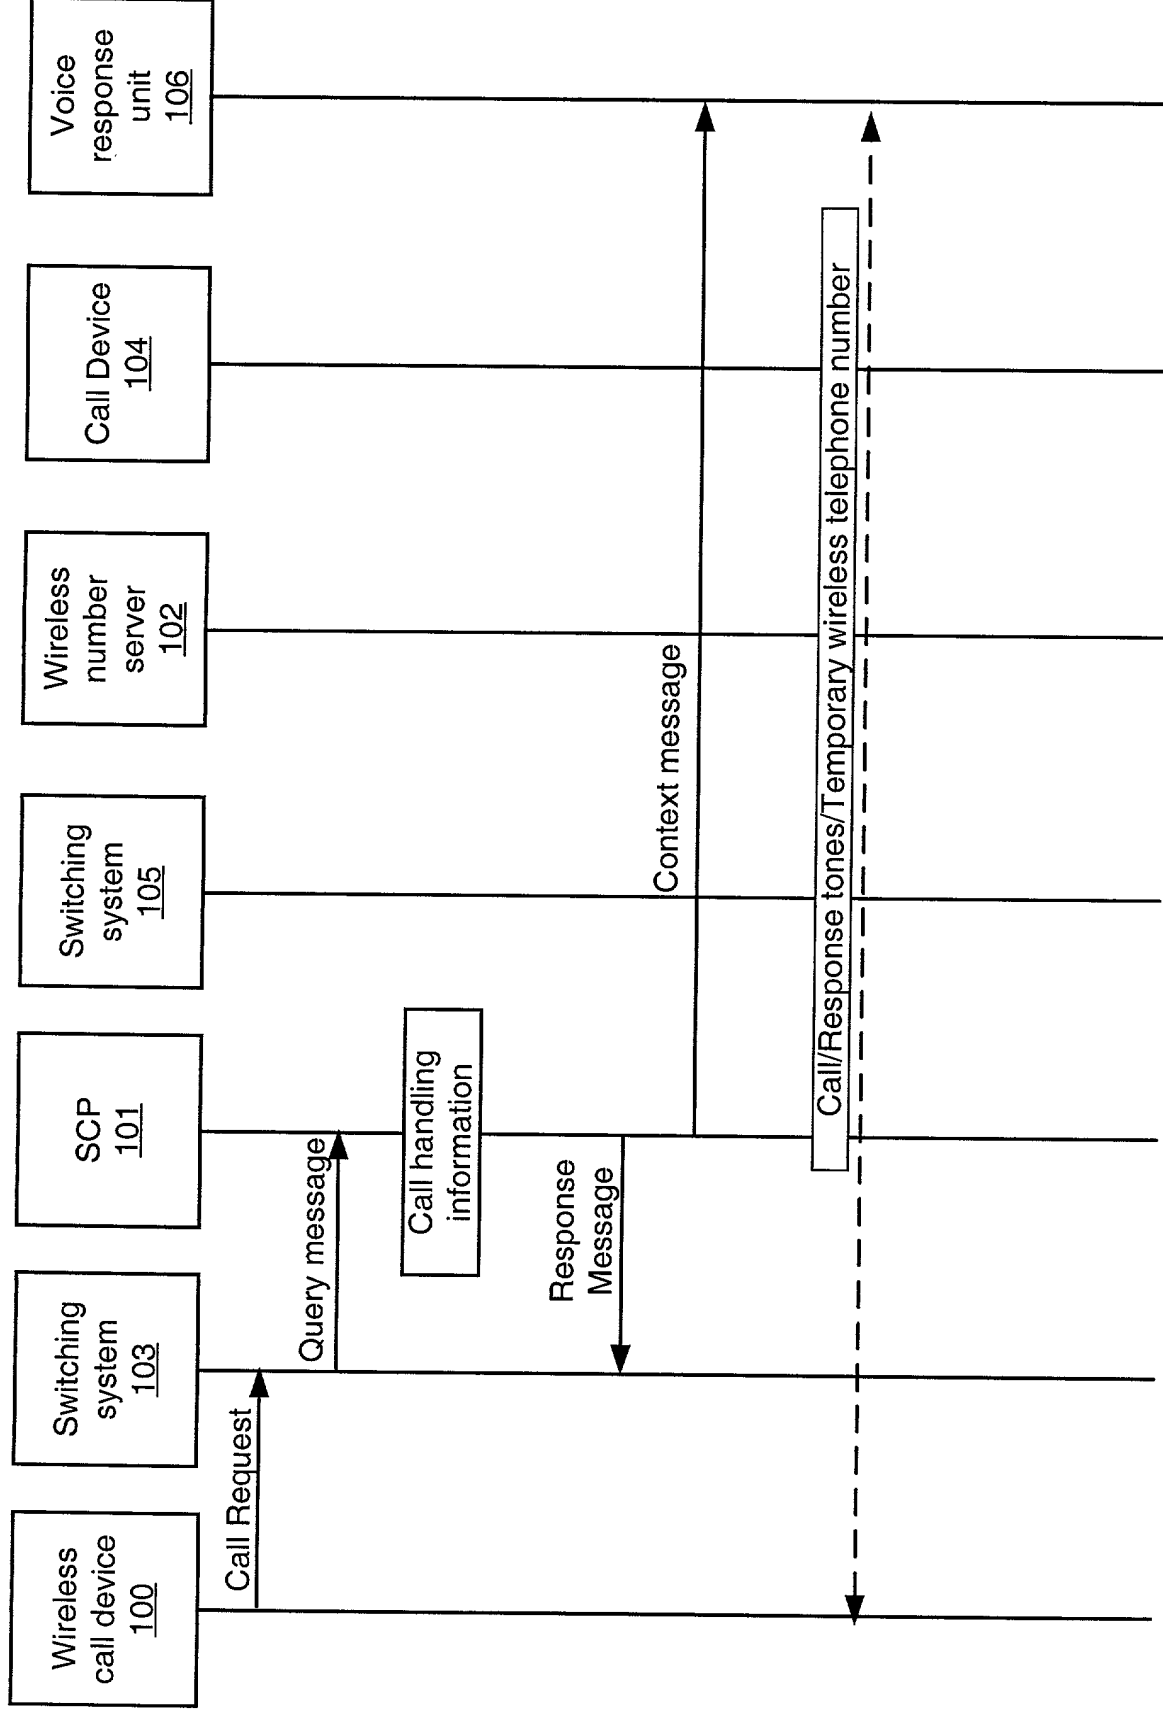 Wireless
call device
100
Switching
system
103
SCP
101
Switching
system
105
Wireless
number
server
102
Call Device
104
Voice
response
unit
106
Call Request
Query message
Call handling
information
Response
Message
Context message
Call/Response tones/Temporary wireless telephone number